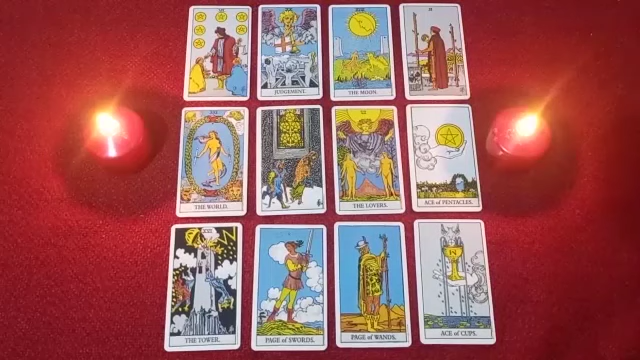 JUDGEMENT.
THE MOON.
THE WORLD.
THE LOVERS.
ACE of PENTACLES.
THE TOWER.
PAGE of SWORDS.
PAGE of WANDS.
ACE of CUPS.